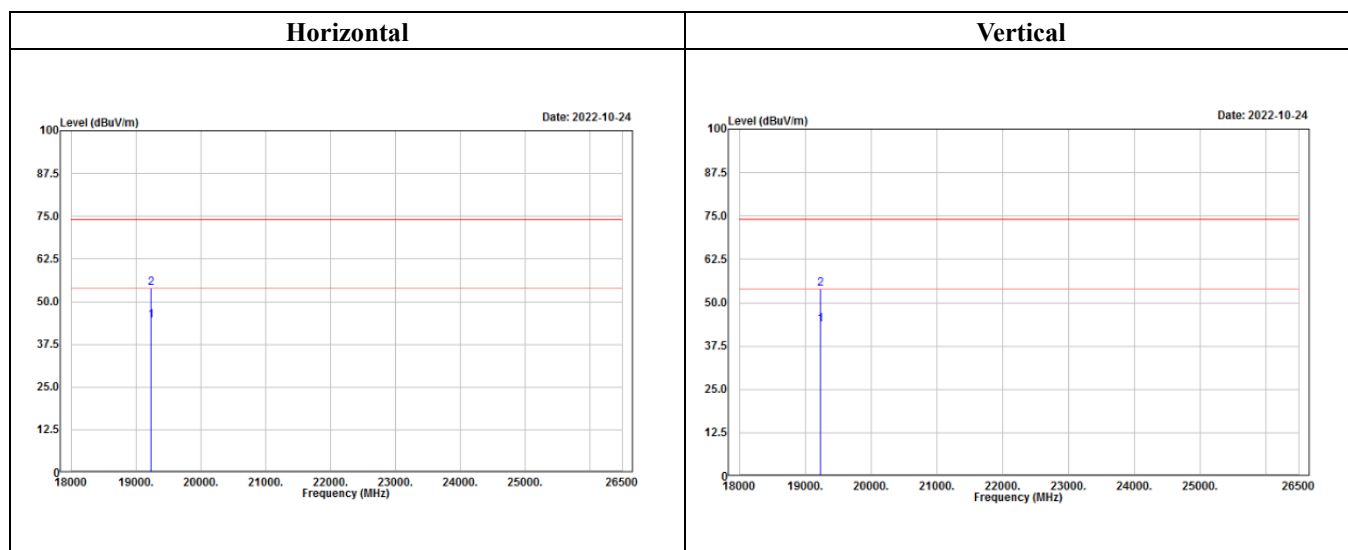 Horizontal
Vertical
Level (dBuV/m)
Date: 2022-10-24
100
87.5
75.0
62.5
50.0
37.5
25.0
12.5
0
2
1
18000 19000. 20000. 21000. 22000. 23000. 24000. 25000. 26500
Frequency (MHz)
Level (dBuV/m)
Date: 2022-10-24
100
87.5
75.0
62.5
50.0
37.5
25.0
12.5
0
2
1
18000 19000. 20000. 21000. 22000. 23000. 24000. 25000. 26500
Frequency (MHz)